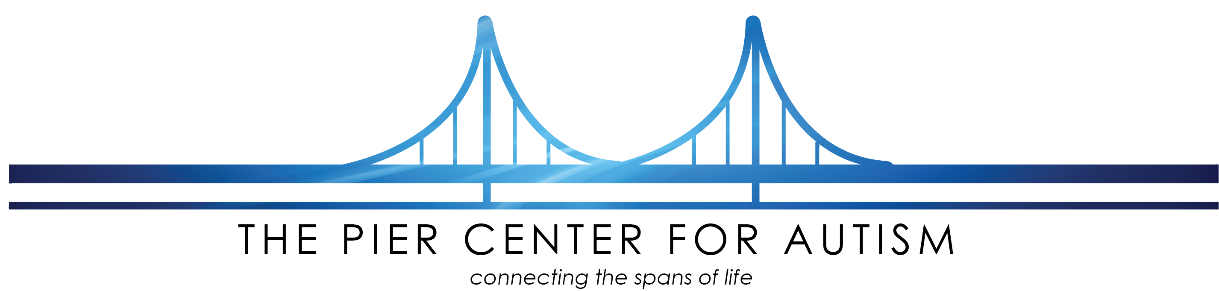 THE PIER CENTER FOR AUTISM
connecting the spans of life